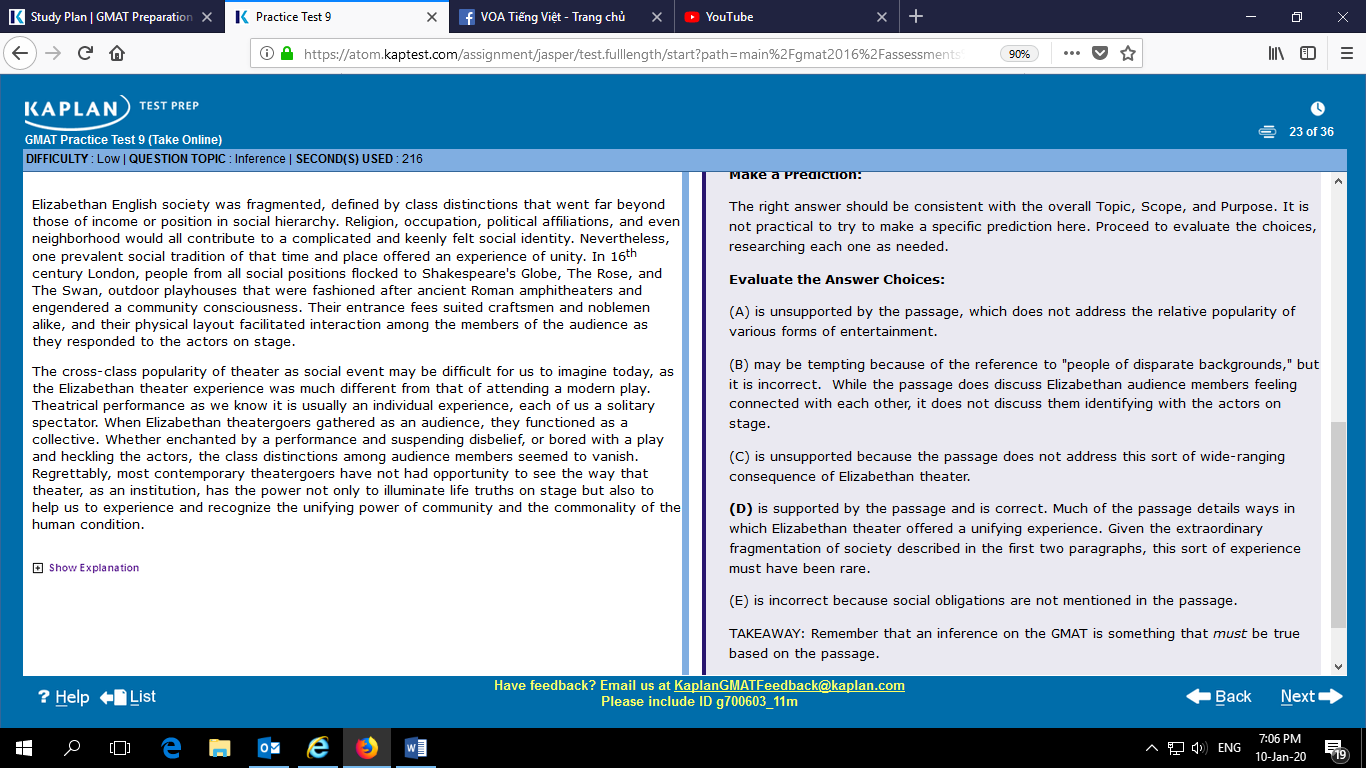 Study Plan | GMAT Preparation
Practice Test 9
VOA Tiếng Việt - Trang chủ
YouTube
https://atom.kaptest.com/assignment/jasper/test.fulllength/start?path=main%2Fgmat2016%2Fassessments
90%
KAPLAN TEST PREP
GMAT Practice Test 9 (Take Online)
23 of 36
DIFFICULTY : Low | QUESTION TOPIC : Inference | SECOND(S) USED : 216
Elizabethan English society was fragmented, defined by class distinctions that went far beyond
those of income or position in social hierarchy. Religion, occupation, political affiliations, and even
neighborhood would all contribute to a complicated and keenly felt social identity. Nevertheless,
one prevalent social tradition of that time and place offered an experience of unity. In 16th
century London, people from all social positions flocked to Shakespeare's Globe, The Rose, and
The Swan, outdoor playhouses that were fashioned after ancient Roman amphitheaters and
engendered a community consciousness. Their entrance fees suited craftsmen and noblemen
alike, and their physical layout facilitated interaction among the members of the audience as
they responded to the actors on stage.
The cross-class popularity of theater as social event may be difficult for us to imagine today, as
the Elizabethan theater experience was much different from that of attending a modern play.
Theatrical performance as we know it is usually an individual experience, each of us a solitary
spectator. When Elizabethan theatergoers gathered as an audience, they functioned as a
collective. Whether enchanted by a performance and suspending disbelief, or bored with a play
and heckling the actors, the class distinctions among audience members seemed to vanish.
Regrettably, most contemporary theatergoers have not had opportunity to see the way that
theater, as an institution, has the power not only to illuminate life truths on stage but also to
help us to experience and recognize the unifying power of community and the commonality of the
human condition.
Show Explanation
Make a Prediction:
The right answer should be consistent with the overall Topic, Scope, and Purpose. It is
not practical to try to make a specific prediction here. Proceed to evaluate the choices,
researching each one as needed.
Evaluate the Answer Choices:
(A) is unsupported by the passage, which does not address the relative popularity of
various forms of entertainment.
(B) may be tempting because of the reference to "people of disparate backgrounds," but
it is incorrect. While the passage does discuss Elizabethan audience members feeling
connected with each other, it does not discuss them identifying with the actors on
stage.
(C) is unsupported because the passage does not address this sort of wide-ranging
consequence of Elizabethan theater.
(D) is supported by the passage and is correct. Much of the passage details ways in
which Elizabethan theater offered a unifying experience. Given the extraordinary
fragmentation of society described in the first two paragraphs, this sort of experience
must have been rare.
(E) is incorrect because social obligations are not mentioned in the passage.
TAKEAWAY: Remember that an inference on the GMAT is something that must be true
based on the passage.
? Help
List
Have feedback? Email us at KaplanGMATFeedback@kaplan.com
Please include ID g700603_11m
Back
Next
ENG
7:06 PM
10-Jan-20
19